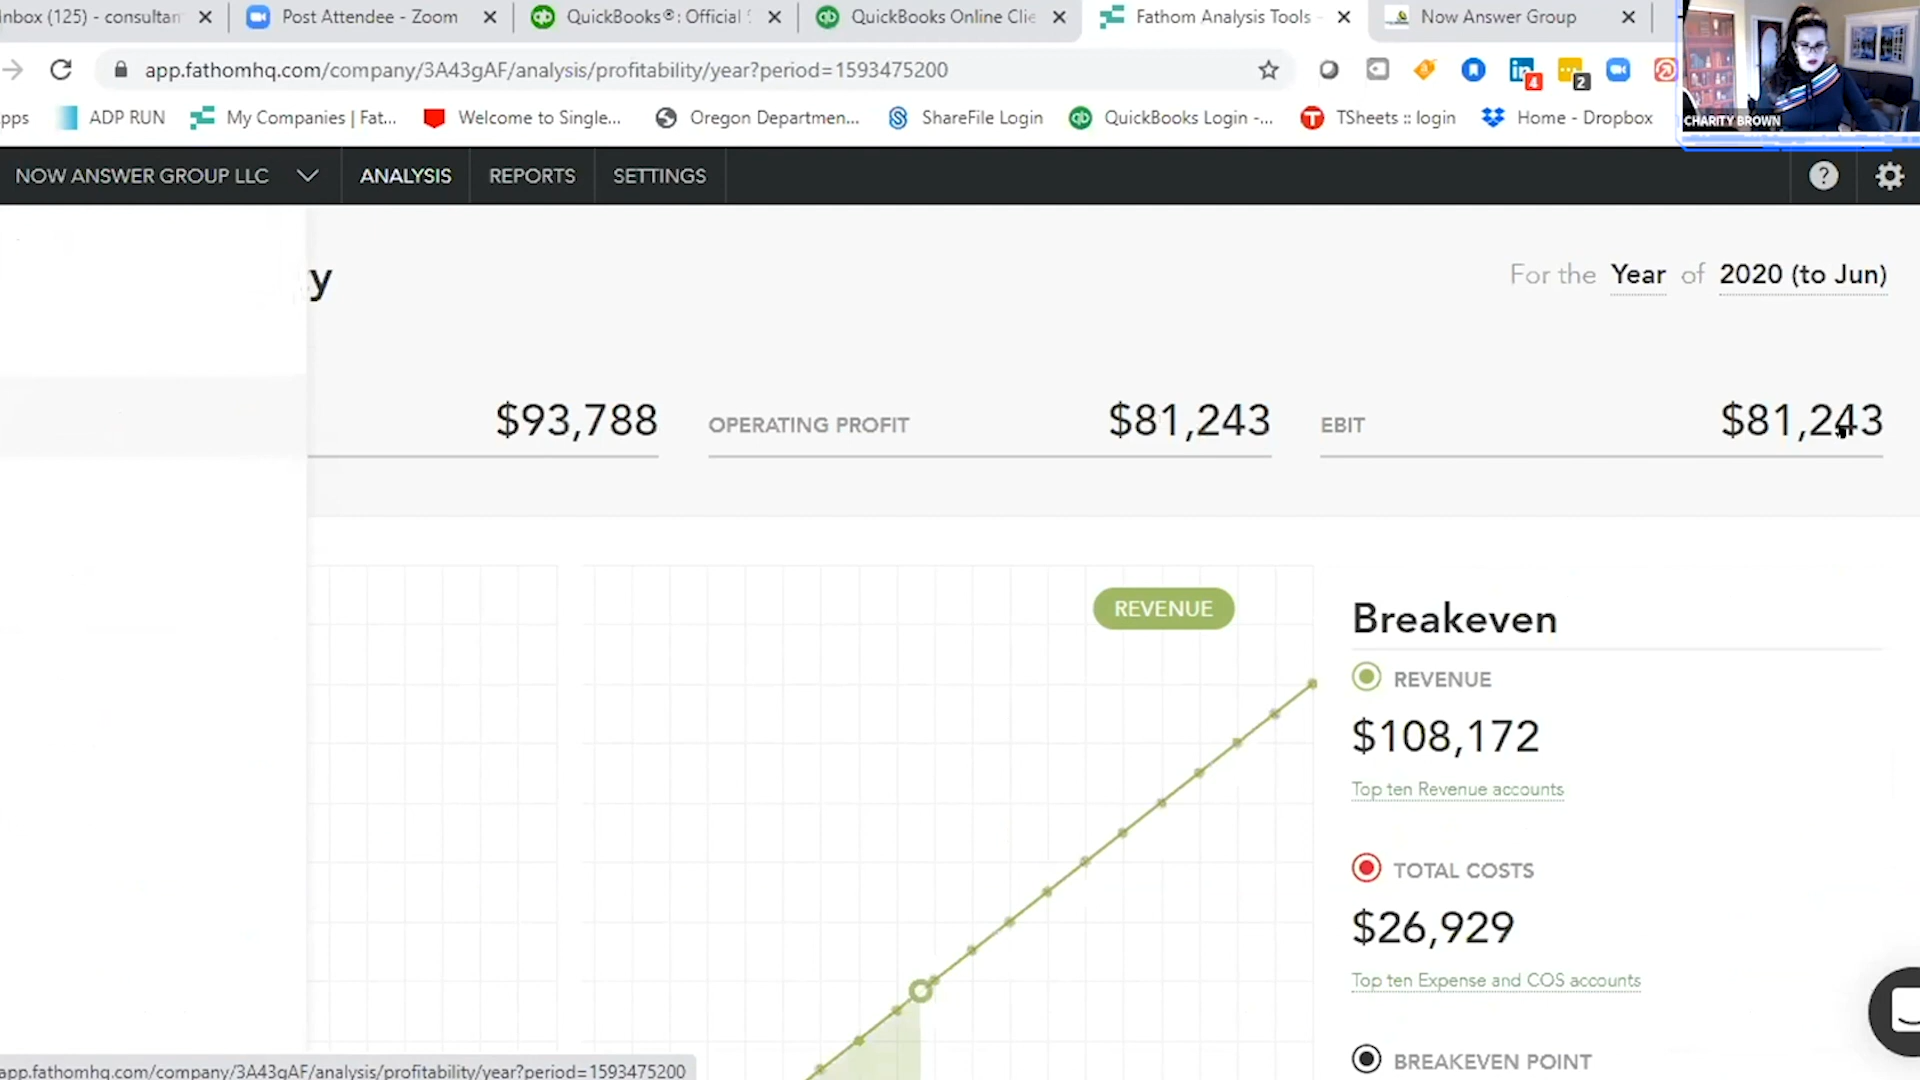 Inbox (125) - consultan
Post Attendee - Zoom
QuickBooks®: Official
QuickBooks Online Clie
Fathom Analysis Tools -
Now Answer Group
app.fathomhq.com/company/3A43gAF/analysis/profitability/year?period=1593475200
4
2
pps
ADP RUN
My Companies | Fat...
Welcome to Single...
Oregon Departmen...
ShareFile Login
QuickBooks Login -...
TSheets :: login
Home - Dropbox
CHARITY BROWN
NOW ANSWER GROUP LLC
ANALYSIS
REPORTS
SETTINGS
?
y
For the Year of 2020 (to Jun)
$93,788
OPERATING PROFIT
$81,243
EBIT
$81,243
REVENUE
Breakeven
REVENUE
$108,172
Top ten Revenue accounts
TOTAL COSTS
$26,929
Top ten Expense and COS accounts
BREAKEVEN POINT
app.fathomhq.com/company/3A43gAF/analysis/profitability/year?period=1593475200